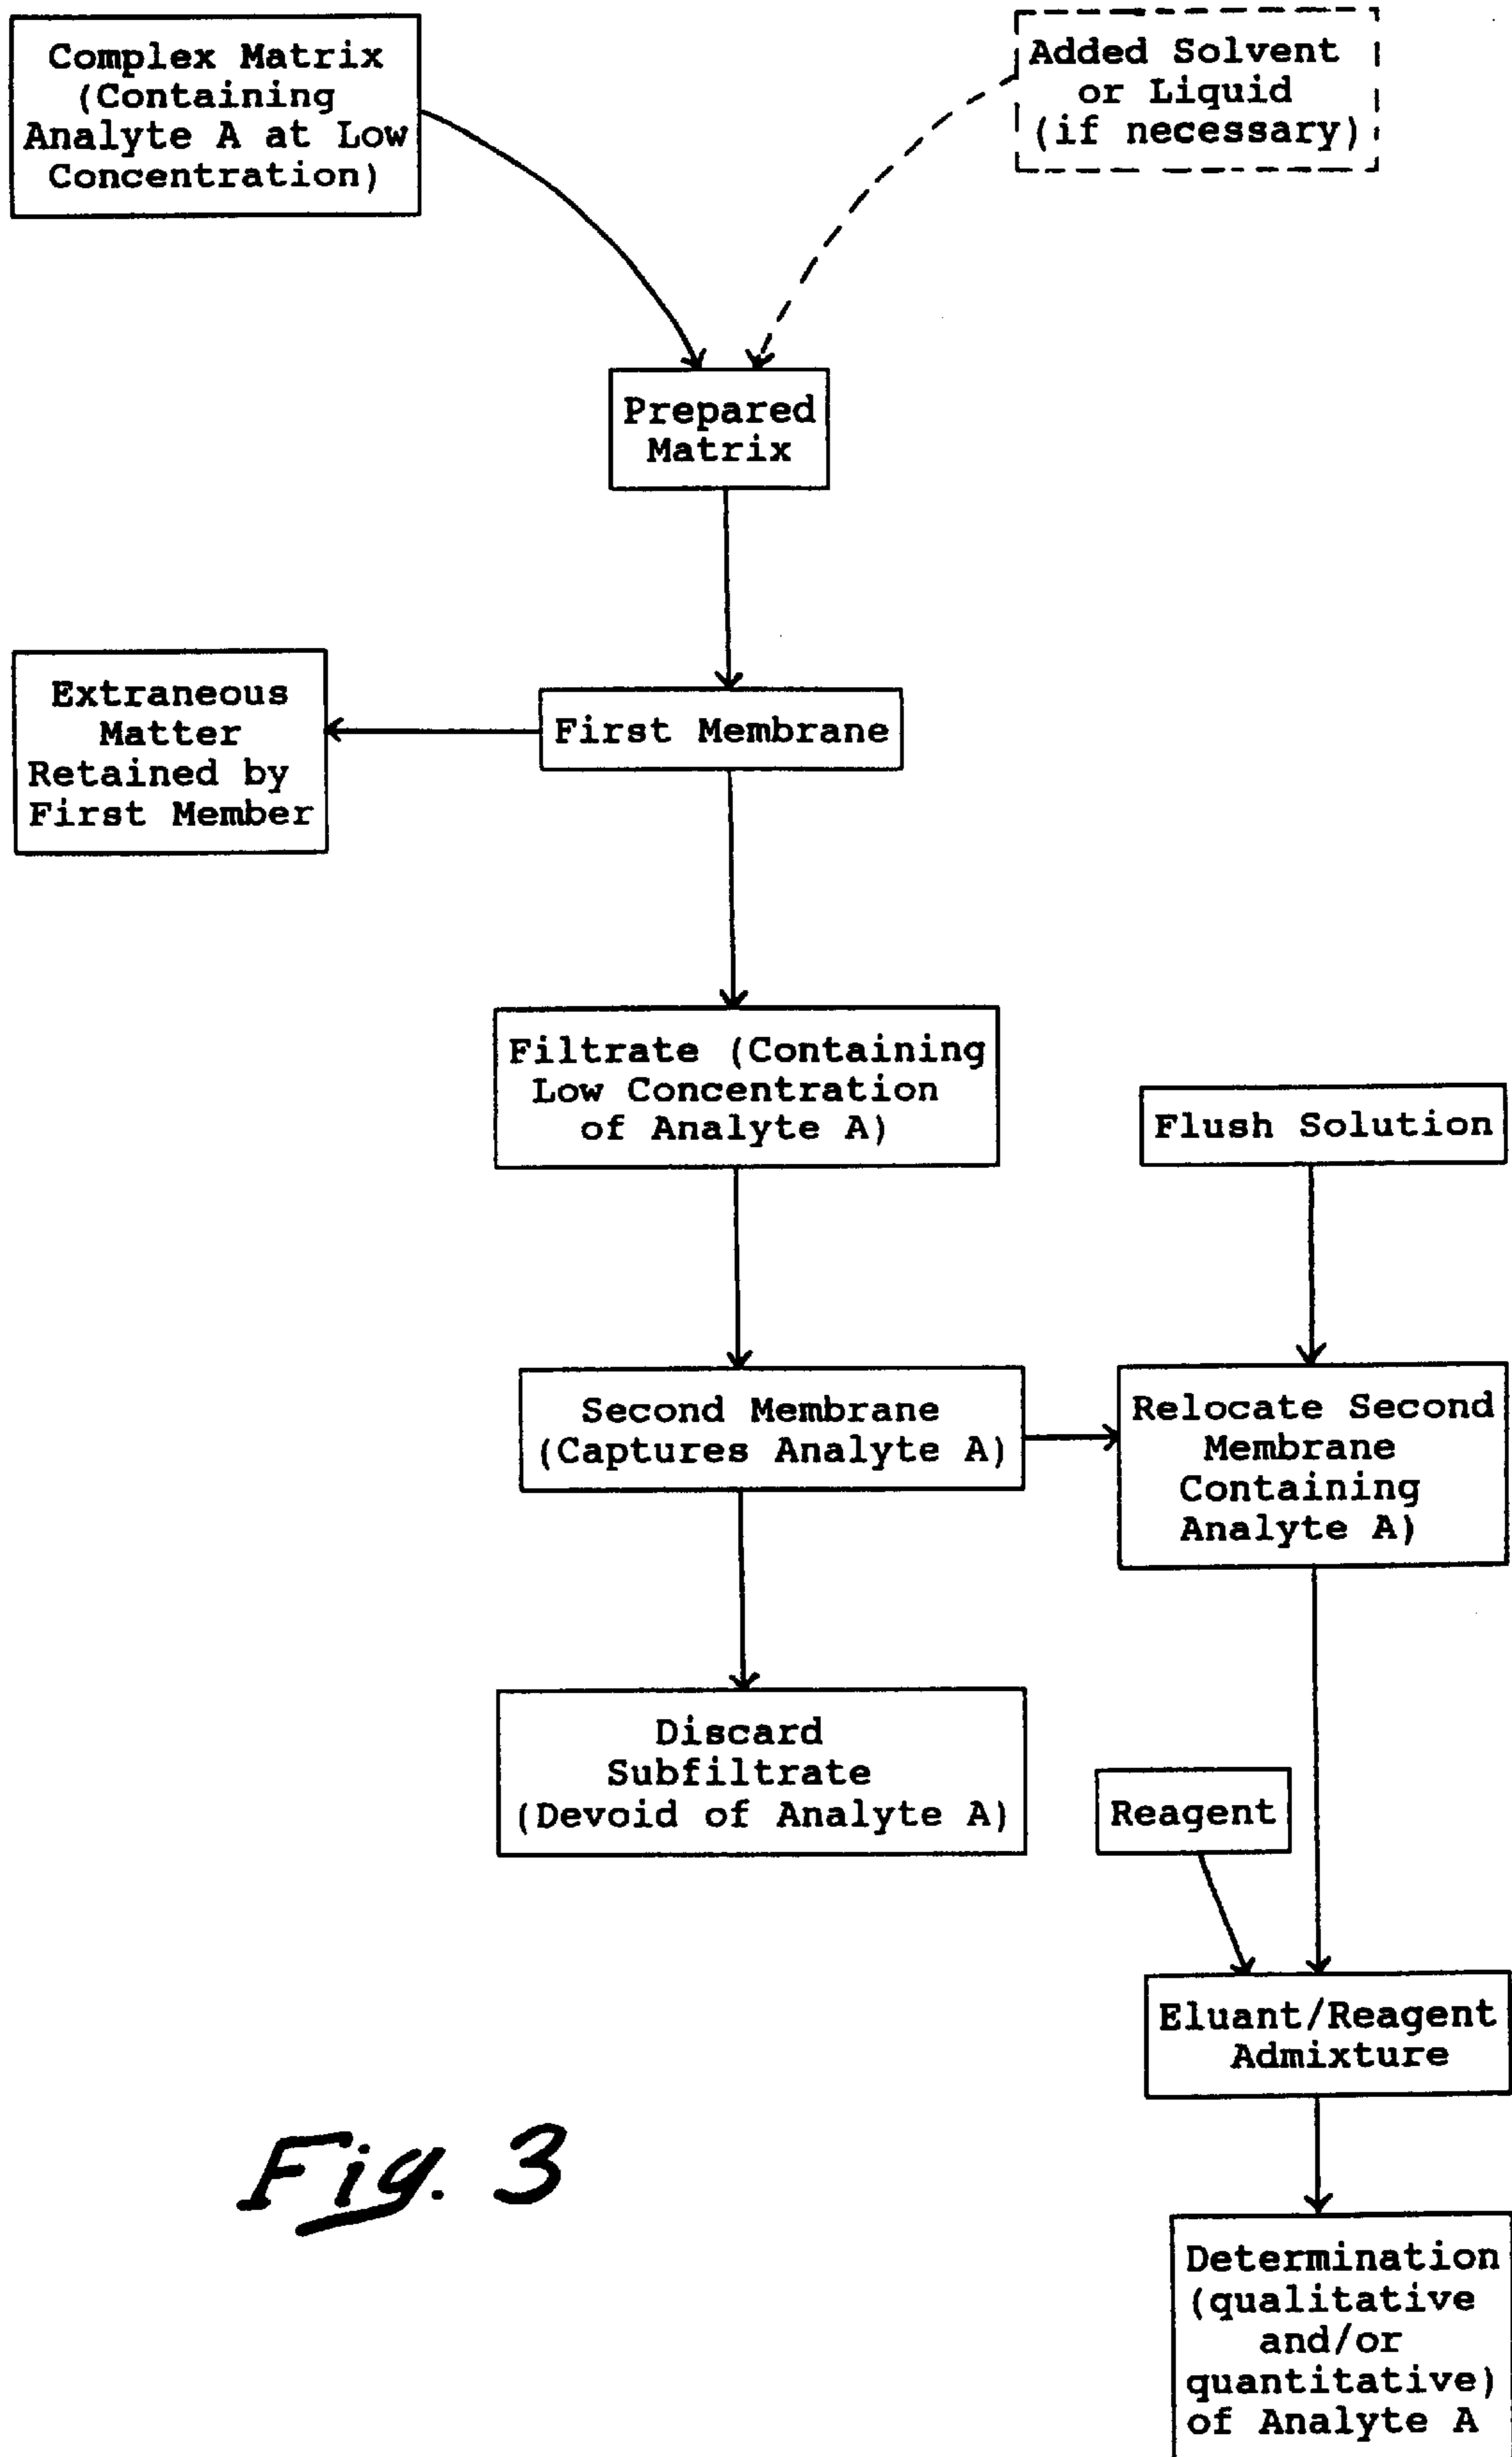 Complex Matrix
(Containing
Analyte A at Low
Concentration)
Added Solvent
or Liquid
(if necessary)
Prepared
Matrix
Extraneous
Matter
Retained by
First Member
First Membrane
Filtrate (Containing
Low Concentration
of Analyte A)
Flush Solution
Second Membrane
(Captures Analyte A)
Relocate Second
Membrane
Containing
Analyte A)
Discard
Subfiltrate
(Devoid of Analyte A)
Reagent
Eluant/Reagent
Admixture
Determination
(qualitative
and/or
quantitative)
of Analyte A
Fig. 3